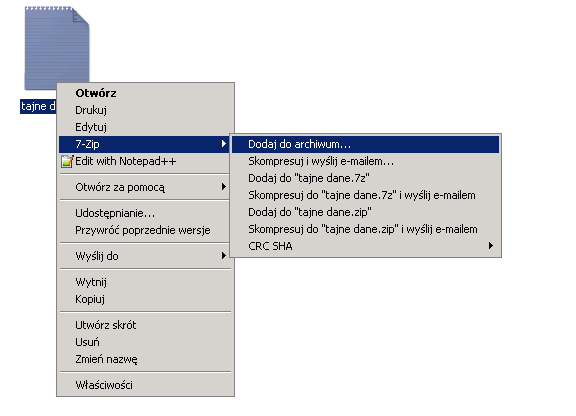 tajne d
Otwórz
Drukuj
Edytuj
7-Zip
Edit with Notepad++
Otwórz za pomocą
Udostępnianie...
Przywróć poprzednie wersje
Wyślij do
Wytnij
Kopiuj
Utwórz skrót
Usuń
Zmień nazwę
Właściwości
Dodaj do archiwum...
Skompresuj i wyślij e-mailem...
Dodaj do "tajne dane.7z"
Skompresuj do "tajne dane.7z" i wyślij e-mailem
Dodaj do "tajne dane.zip"
Skompresuj do "tajne dane.zip" i wyślij e-mailem
CRC SHA